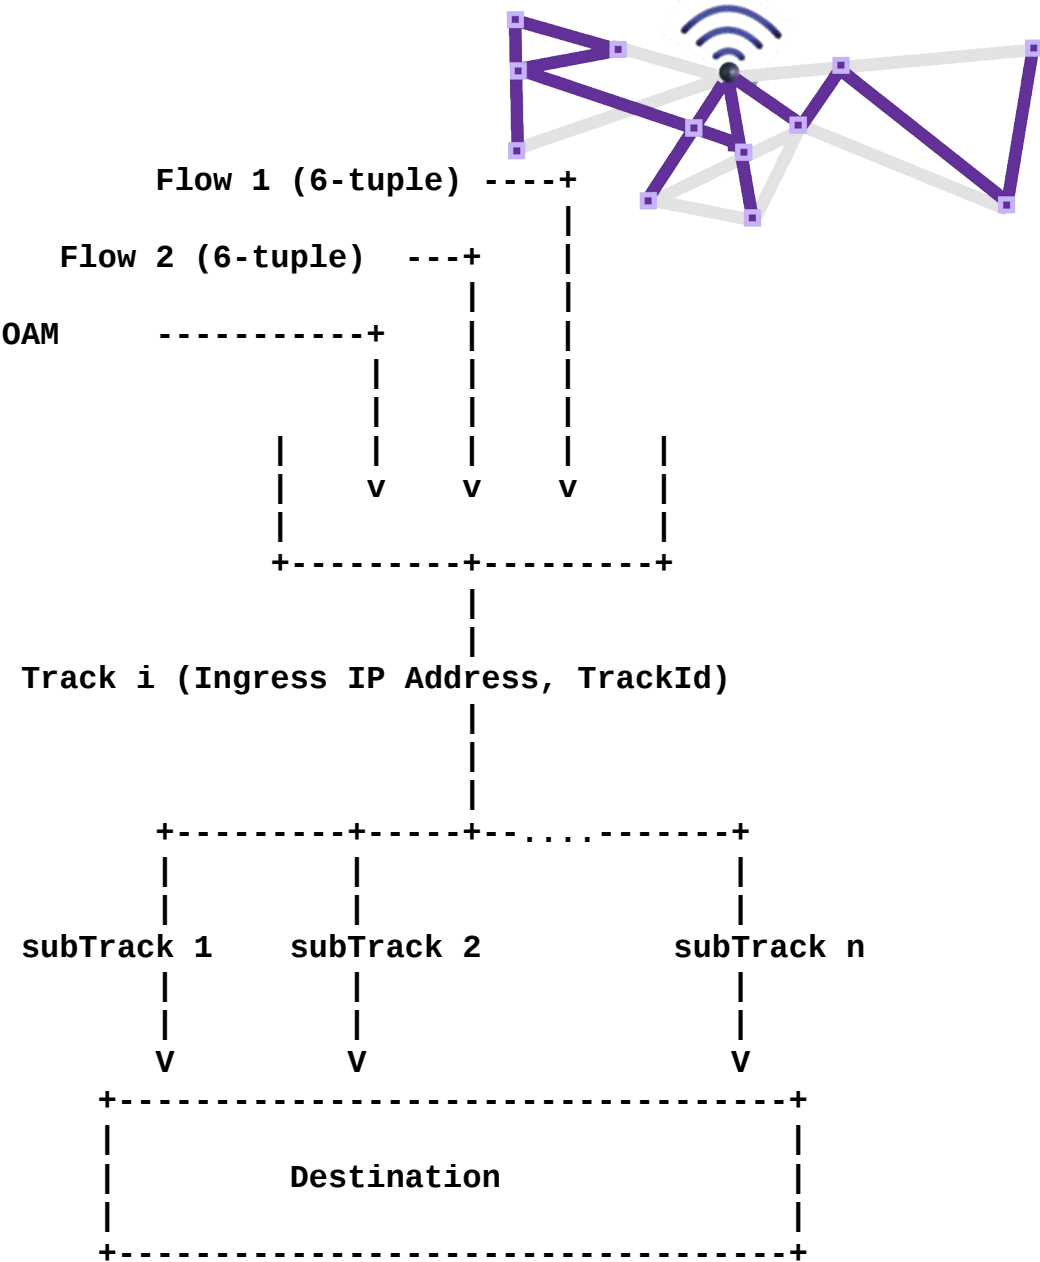 Flow 1 (6-tuple) ----+
|
Flow 2 (6-tuple)  ---+    |
|   |
OAM     -----------+    |    |
|    |    |
|    |    |
|    |    |    |    |
|    v    v    v    |
|                   |
+---------+---------+
|
|
Track i (Ingress IP Address, TrackId)
|
|
|
+---------+-----+--....-------+
|         |                   |
|         |                   |
subTrack 1    subTrack 2          subTrack n
|         |                   |
|         |                   |
V         V                   V
+-----------------------------------+
|                                   |
|         Destination               |
|                                   |
+-----------------------------------+